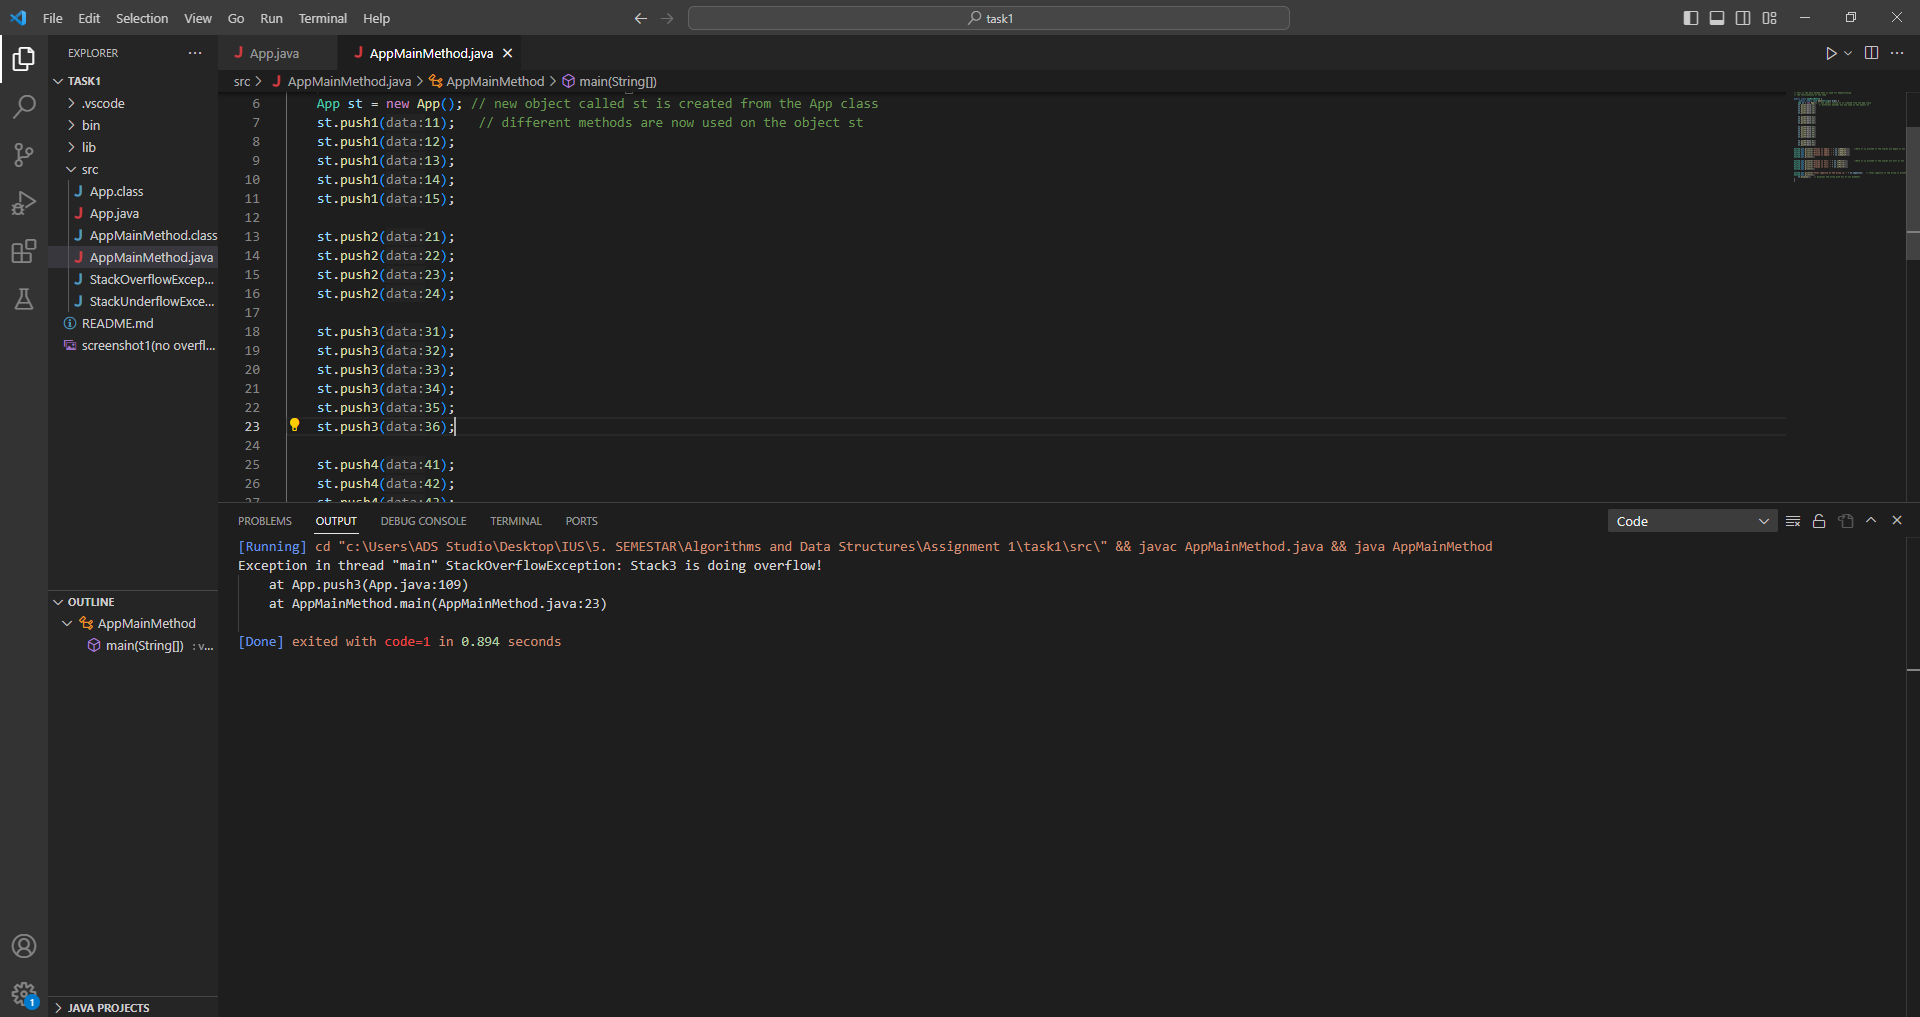 File Edit Selection View Go Run Terminal Help
task1
EXPLORER
TASK1
.vscode
bin
lib
src
App.class
App.java
AppMainMethod.class
AppMainMethod.java
StackOverflowExcep...
StackUnderflowExce...
README.md
screenshot1(no overfl...
OUTLINE
AppMainMethod
main(String[]) : v...
JAVA PROJECTS
1
App.java
AppMainMethod.java
src > AppMainMethod.java > AppMainMethod > main(String[])
6 App st = new App(); // new object called st is created from the App class
7 st.push1(data:11); // different methods are now used on the object st
8 st.push1(data:12);
9 st.push1(data:13);
10 st.push1(data:14);
11 st.push1(data:15);
12
13 st.push2(data:21);
14 st.push2(data:22);
15 st.push2(data:23);
16 st.push2(data:24);
17
18 st.push3(data:31);
19 st.push3(data:32);
20 st.push3(data:33);
21 st.push3(data:34);
22 st.push3(data:35);
23 st.push3(data:36);
24
25 st.push4(data:41);
26 st.push4(data:42);
27 st.push4(data:43);
PROBLEMS OUTPUT DEBUG CONSOLE TERMINAL PORTS
Code
[Running] cd "c:\Users\ADS Studio\Desktop\IUS\5. SEMESTAR\Algorithms and Data Structures\Assignment 1\task1\src\" && javac AppMainMethod.java && java AppMainMethod
Exception in thread "main" StackOverflowException: Stack3 is doing overflow!
at App.push3(App.java:109)
at AppMainMethod.main(AppMainMethod.java:23)
[Done] exited with code=1 in 0.894 seconds